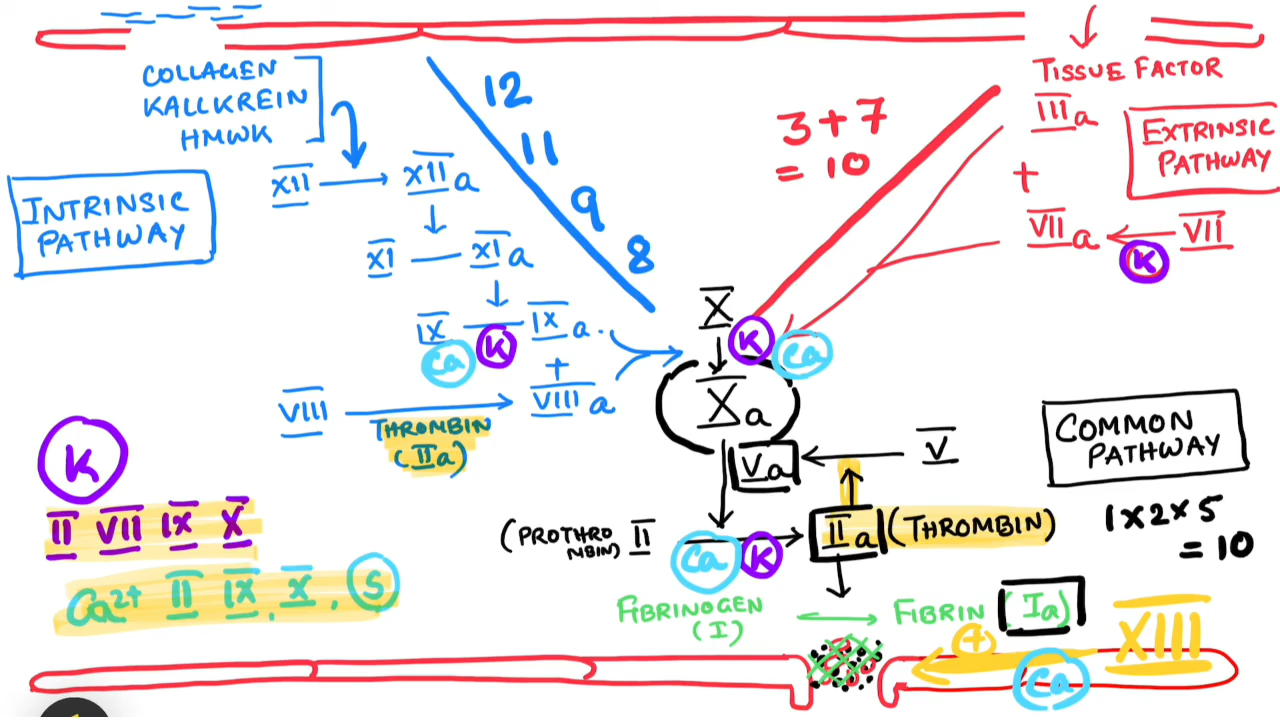 COLLAGEN
KALLKREIN
HMWK
XII → XIIa
XI — XIa
IX — IXa
Ca K
+
VIII → VIIIa
THROMBIN
(IIa)
INTRINSIC
PATHWAY
12
11
9
8
3 + 7
= 10
TISSUE FACTOR
IIIa
+
VIIa ← VII
K
EXTRINSIC
PATHWAY
X
K Ca
Xa
Va ← V
(PROTHRO
MBIN) II → IIa (THROMBIN)
Ca K
COMMON
PATHWAY
1 x 2 x 5
= 10
FIBRINOGEN
(I)
FIBRIN (Ia)
XIII
+
Ca
K
II VII IX X
Ca2+ II IX, X, S